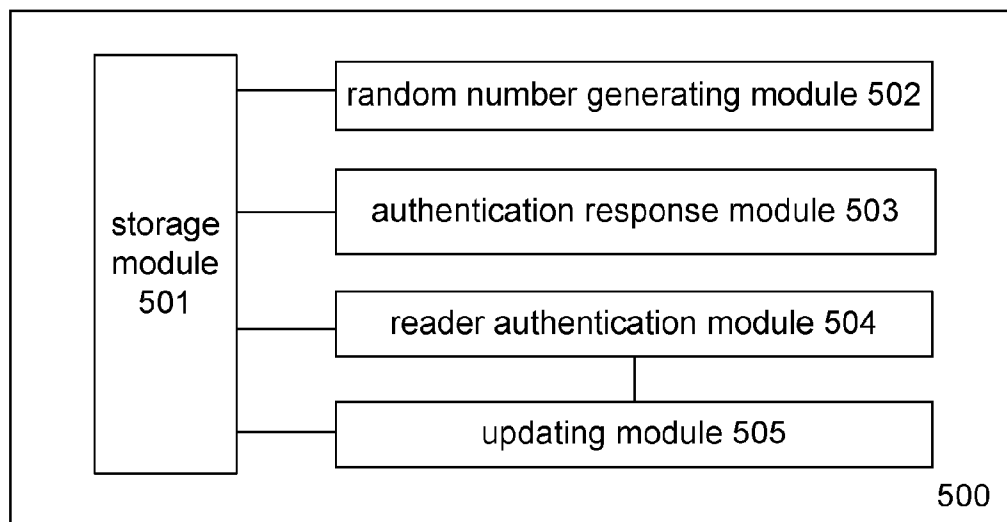 storage
module
501
random number generating module 502
authentication response module 503
reader authentication module 504
updating module 505
500